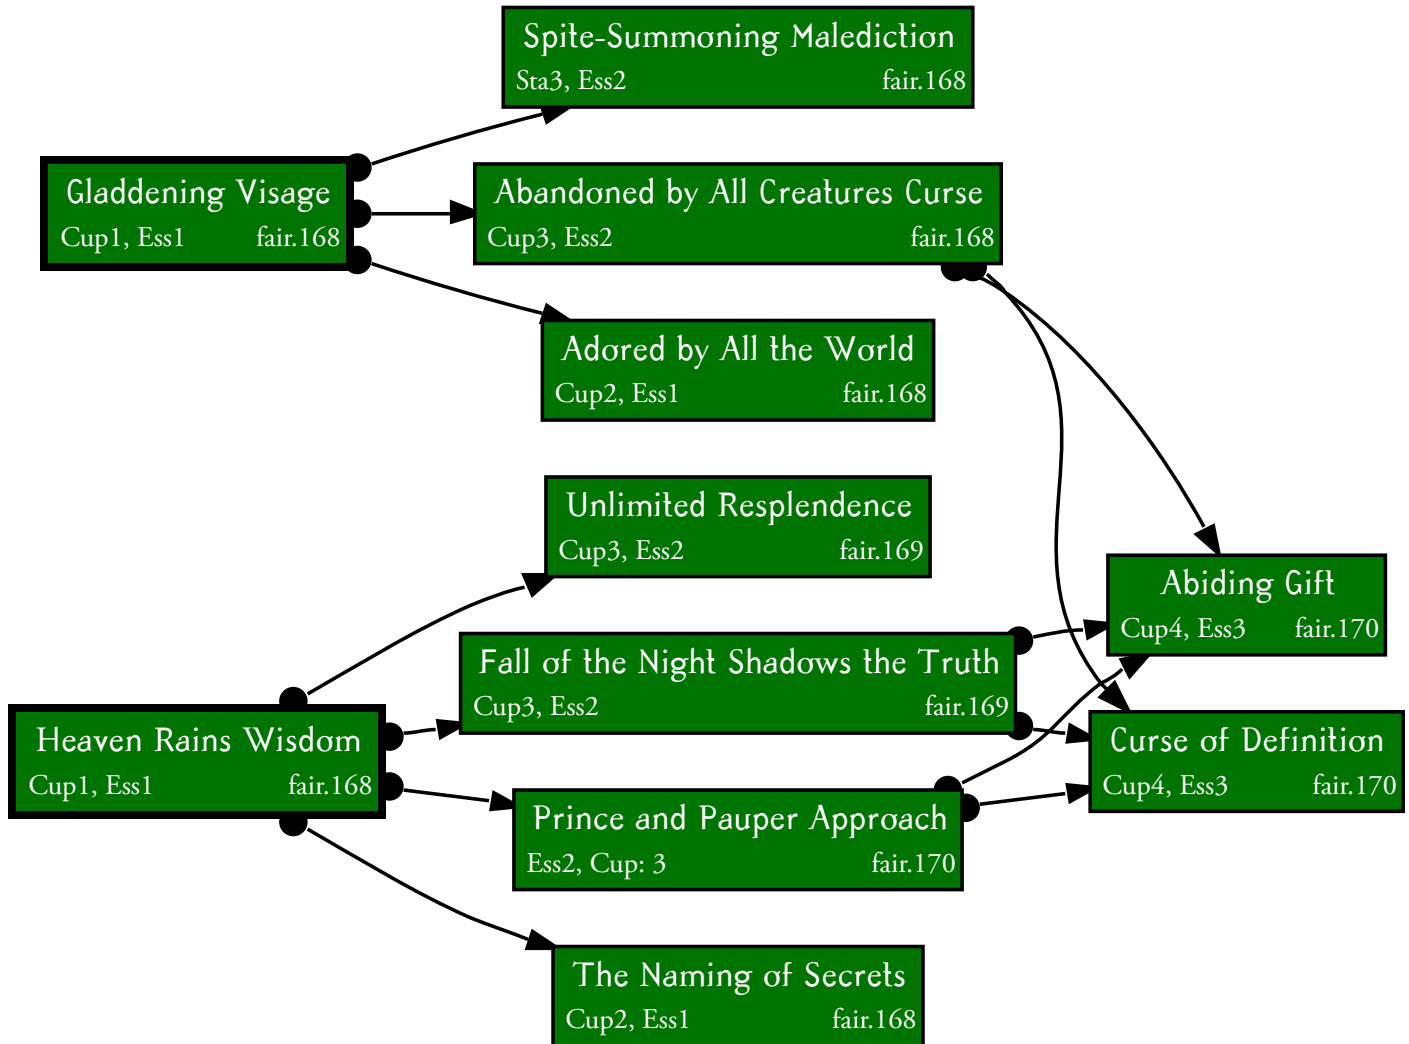 Spite-Summoning Malediction
Sta3, Ess2 fair.168
Gladdening Visage
Cup1, Ess1 fair.168
Abandoned by All Creatures Curse
Cup3, Ess2 fair.168
Adored by All the World
Cup2, Ess1 fair.168
Unlimited Resplendence
Cup3, Ess2 fair.169
Abiding Gift
Cup4, Ess3 fair.170
Fall of the Night Shadows the Truth
Cup3, Ess2 fair.169
Heaven Rains Wisdom
Cup1, Ess1 fair.168
Curse of Definition
Cup4, Ess3 fair.170
Prince and Pauper Approach
Ess2, Cup: 3 fair.170
The Naming of Secrets
Cup2, Ess1 fair.168